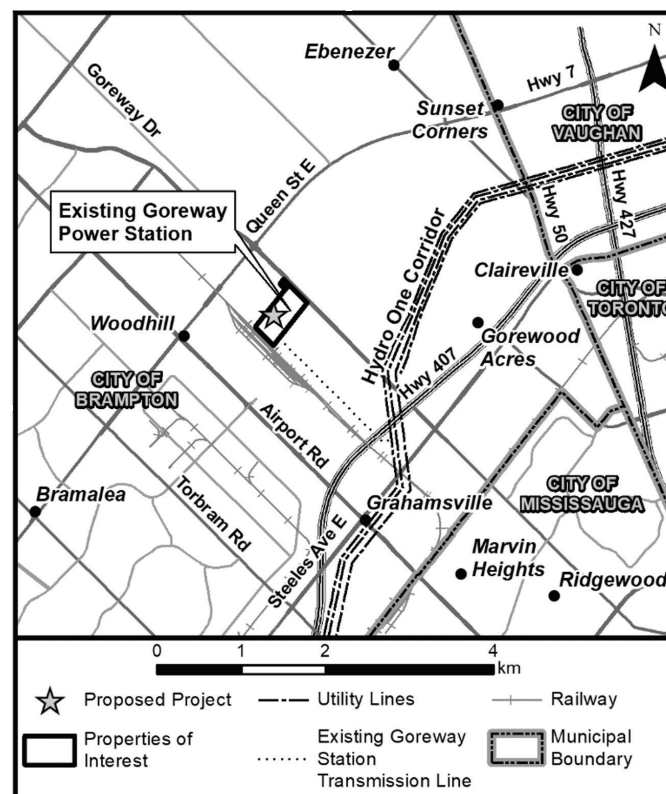 Ebenezer
N
Goreway Dr
Hwy 7
Sunset
Corners
CITY OF
VAUGHAN
Queen St E
Existing Goreway
Power Station
Hwy 50
Hwy 427
Hydro One Corridor
Claireville
CITY OF
TORONTO
Woodhill
Gorewood
Acres
Hwy 407
CITY OF
BRAMPTON
Airport Rd
Torbram Rd
Bramalea
Grahamsville
CITY OF
MISSISSAUGA
Steeles Ave E
Marvin
Heights
Ridgewood
0 1 2 4
km
Proposed Project
Utility Lines
Railway
Properties of
Interest
Existing Goreway
Station
Transmission Line
Municipal
Boundary